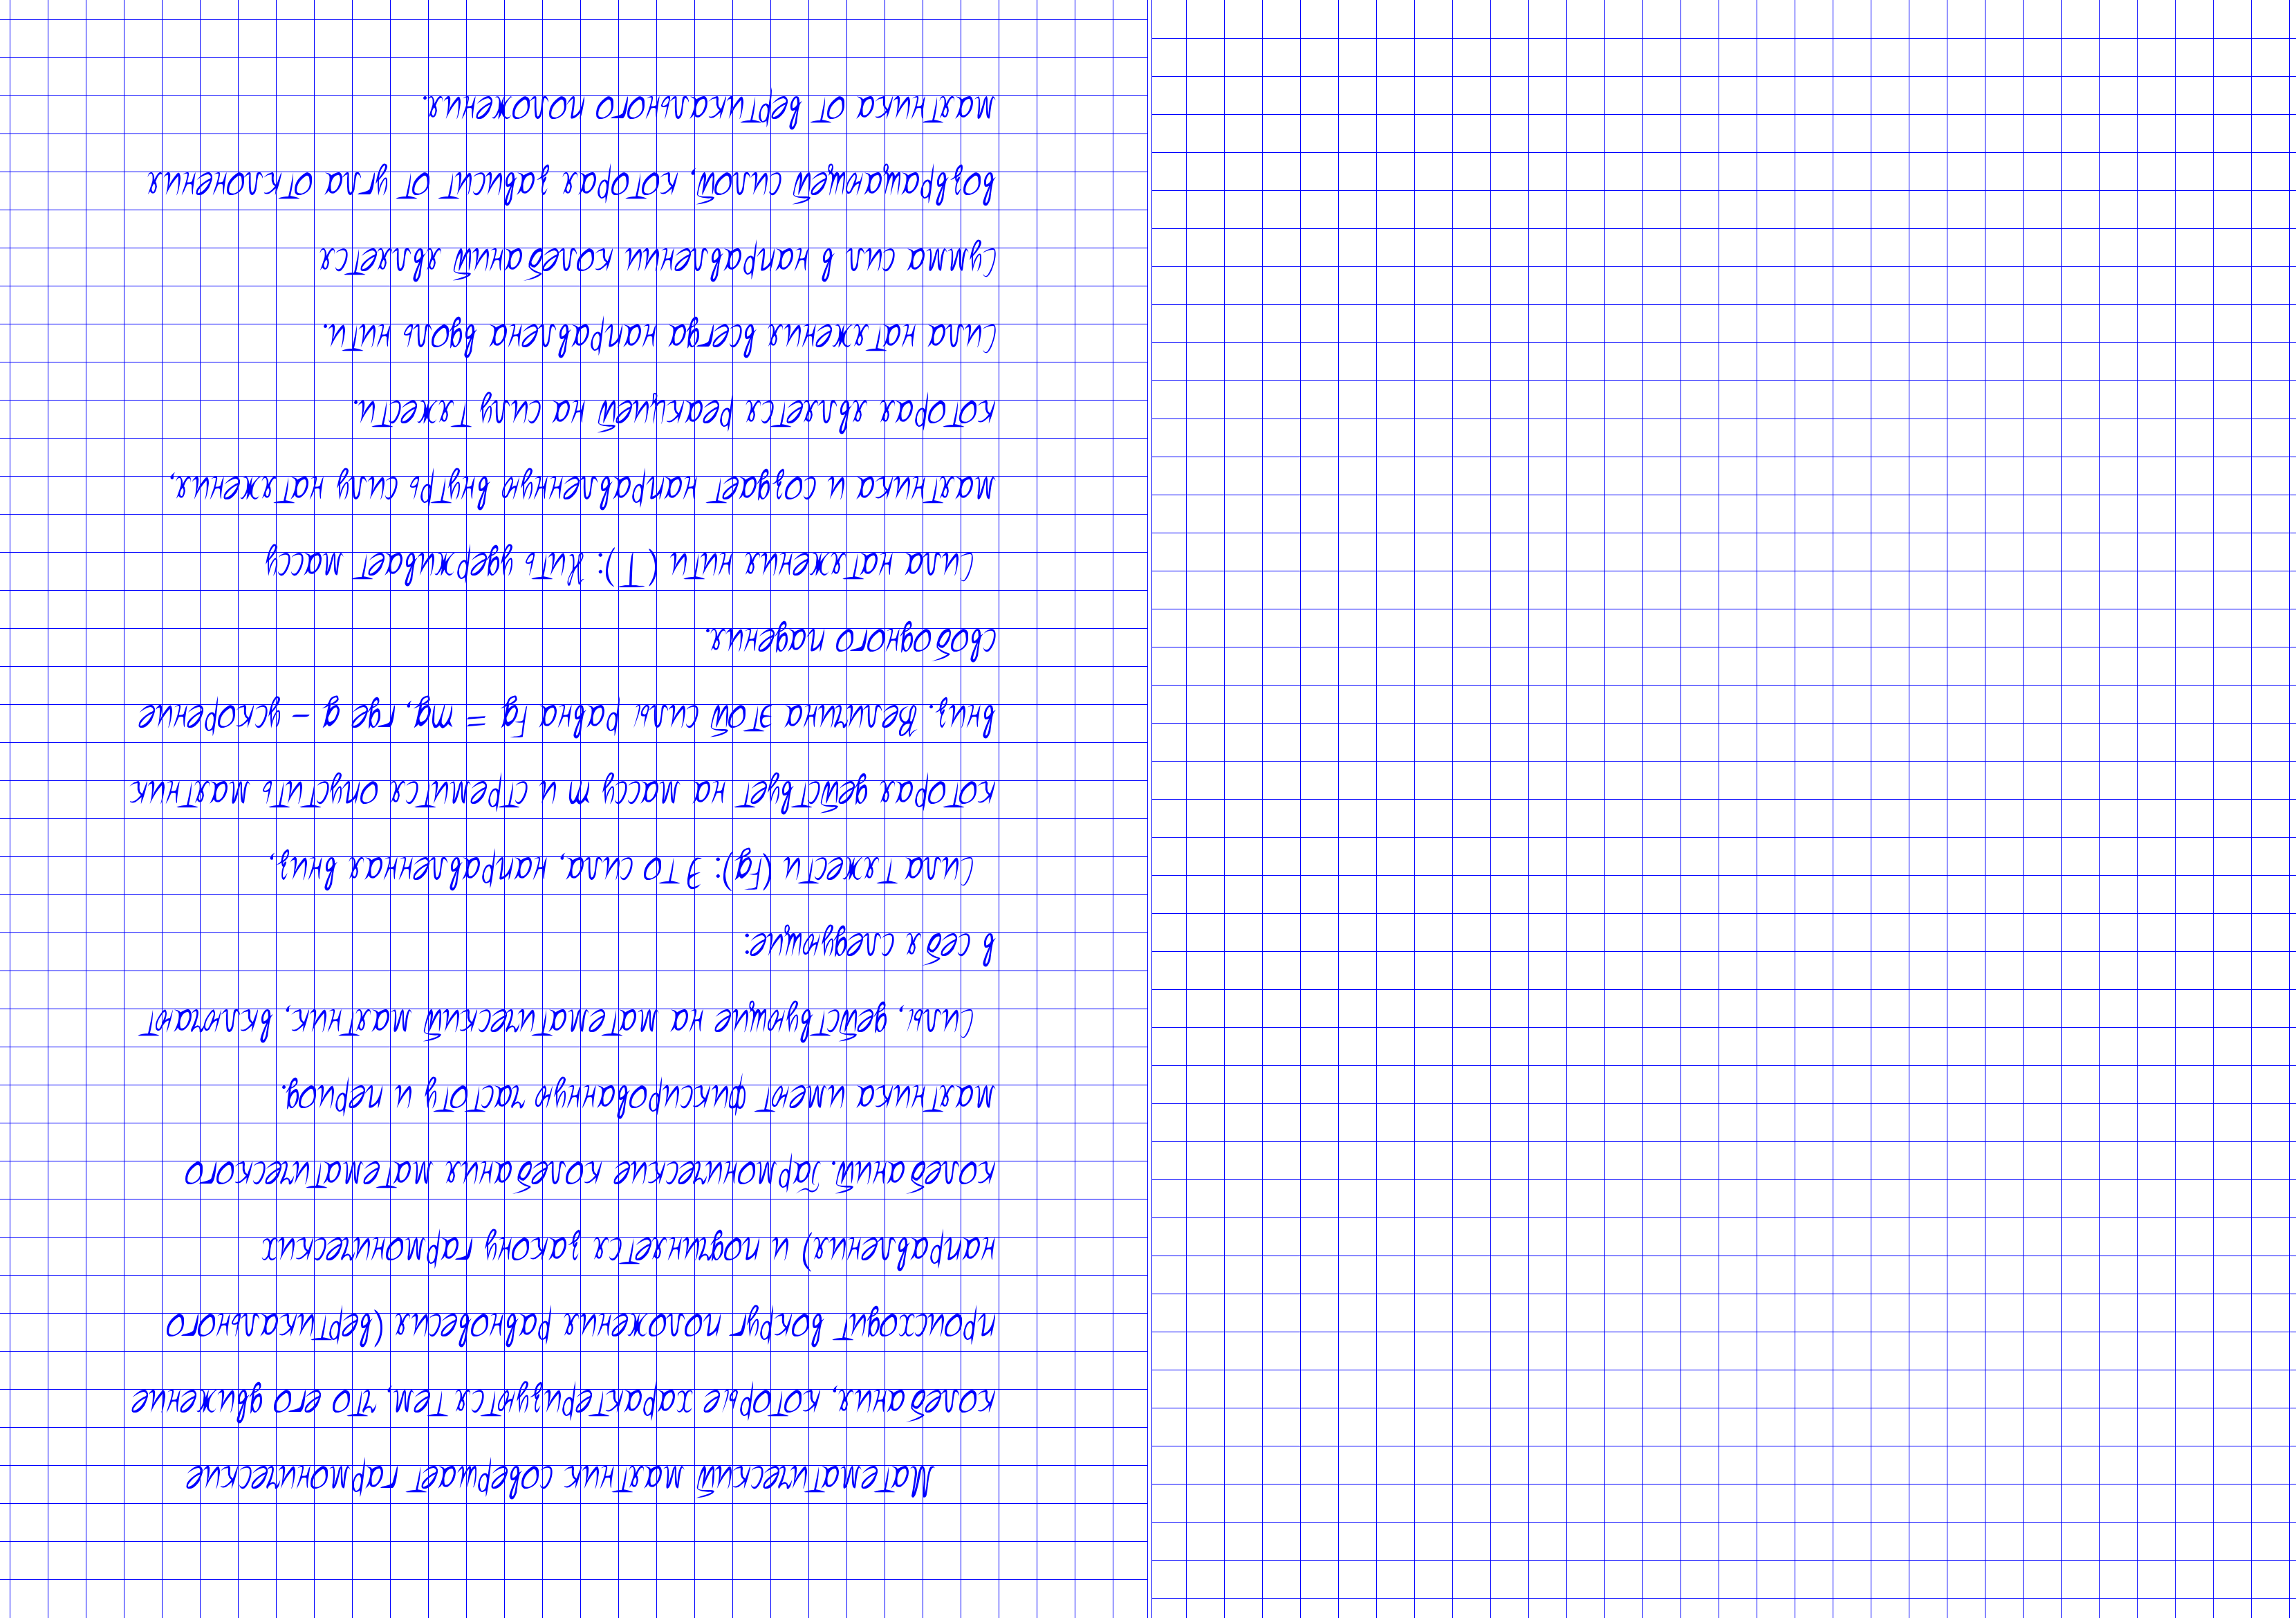 Математический маятник совершает гармонические
колебания, которые характеризуются тем, что его движение
происходит вокруг положения равновесия (вертикального
направления) и подчиняется закону гармонических
колебаний. Гармонические колебания математического
маятника имеют фиксированную частоту и период.
Силы, действующие на математический маятник, включают
в себя следующие:
Сила тяжести (Fg): Это сила, направленная вниз,
которая действует на массу m и стремится опустить маятник
вниз. Величина этой силы равна Fg = mg, где g – ускорение
свободного падения.
Сила натяжения нити (T): Нить удерживает массу
маятника и создает направленную внутрь силу натяжения,
которая является реакцией на силу тяжести.
Сила натяжения всегда направлена вдоль нити.
Сумма сил в направлении колебаний является
возвращающей силой, которая зависит от угла отклонения
маятника от вертикального положения.